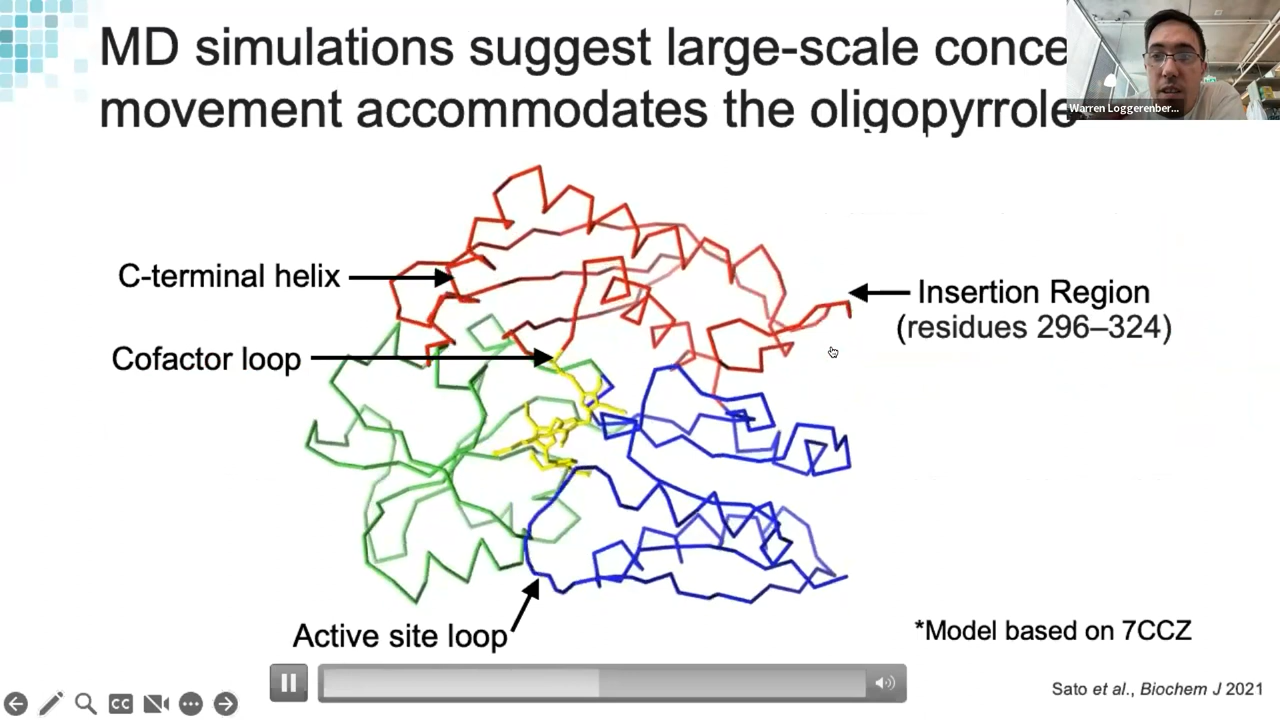 MD simulations suggest large-scale conce
movement accommodates the oligopyrrole
Warren Loggerenber...
C-terminal helix
Insertion Region
(residues 296–324)
Cofactor loop
Active site loop
*Model based on 7CCZ
CC
Sato et al., Biochem J 2021